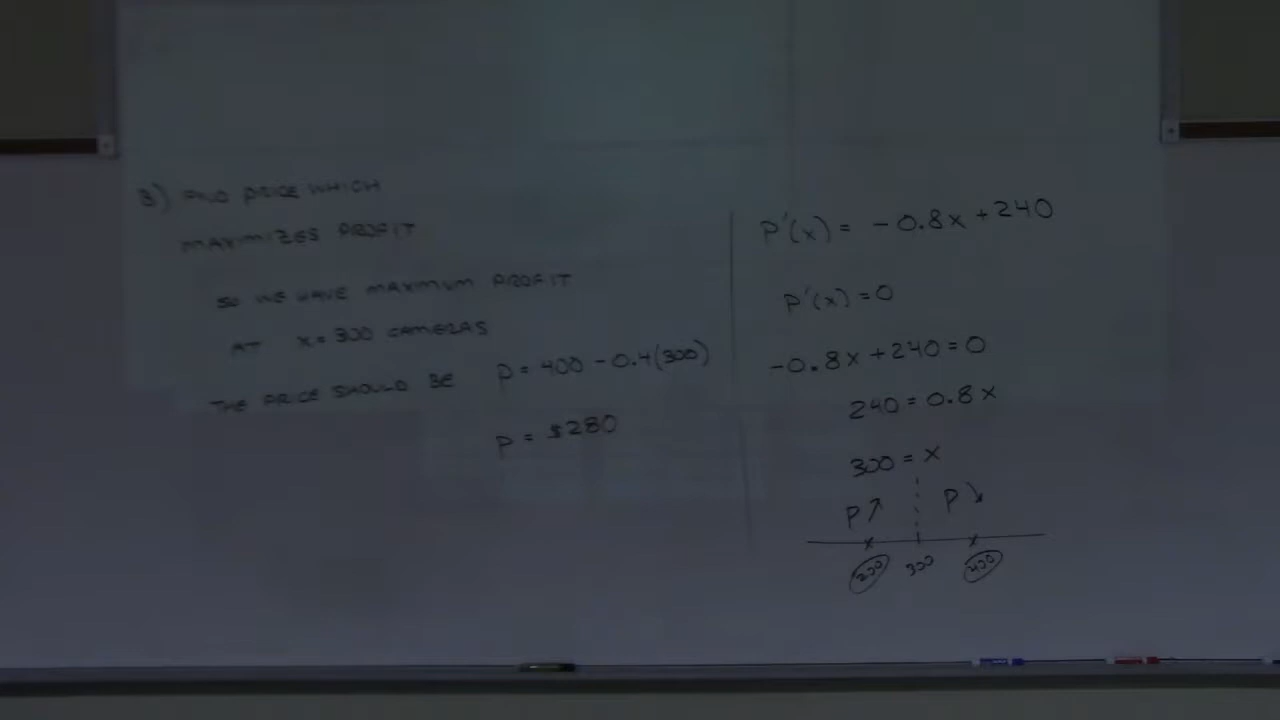 3) FIND PRICE WHICH
MAXIMIZES PROFIT
SO WE HAVE MAXIMUM PROFIT
AT x = 300 CAMERAS
THE PRICE SHOULD BE p = 400 - 0.4(300)
p = $280
P'(x) = -0.8x + 240
P'(x) = 0
-0.8x + 240 = 0
240 = 0.8x
300 = x
P↗ P↘
200 300 400